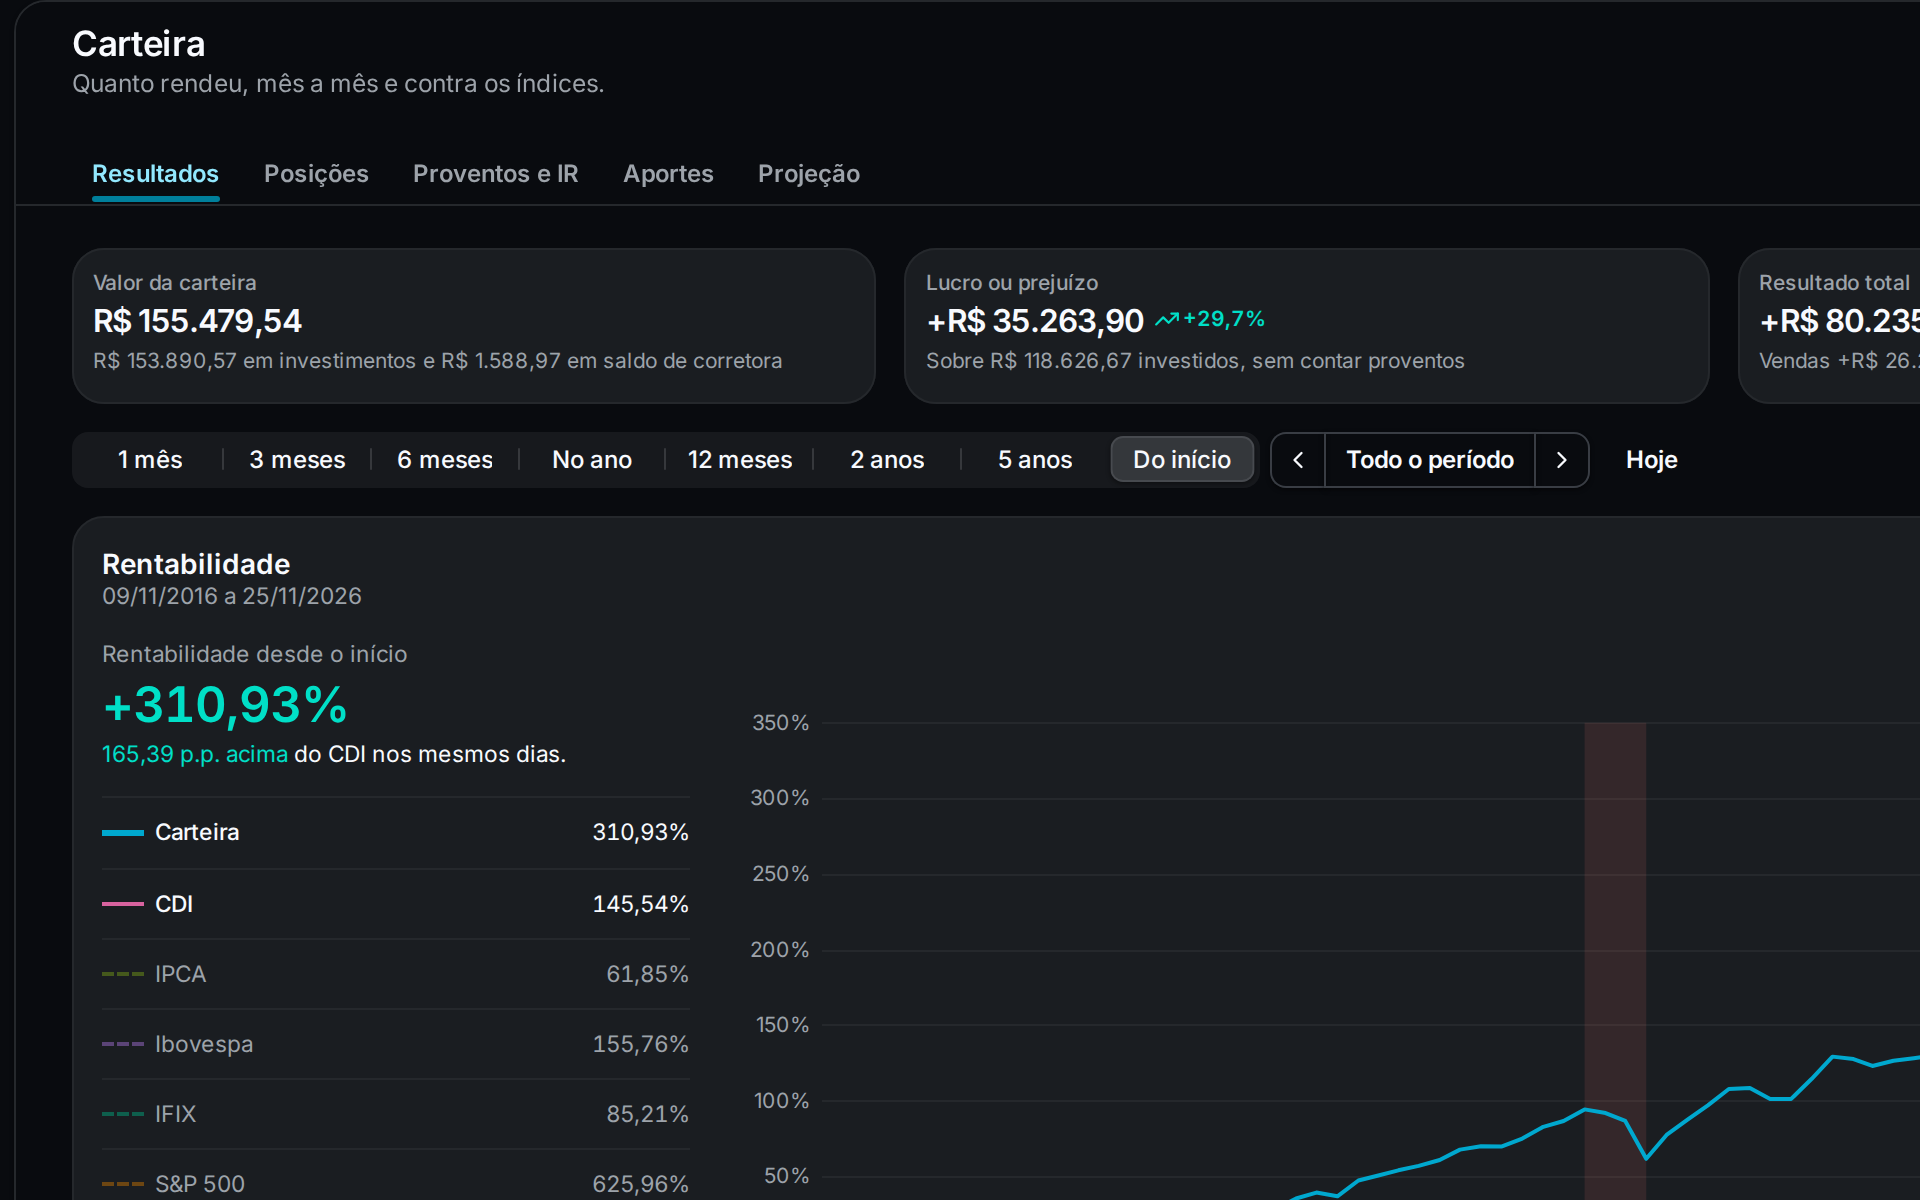 Carteira
Quanto rendeu, mês a mês e contra os índices.
Resultados Posições Proventos e IR Aportes Projeção
Valor da carteira
R$ 155.479,54
R$ 153.890,57 em investimentos e R$ 1.588,97 em saldo de corretora
Lucro ou prejuízo
+R$ 35.263,90 +29,7%
Sobre R$ 118.626,67 investidos, sem contar proventos
Resultado total
+R$ 80.235
Vendas +R$ 26.
1 mês 3 meses 6 meses No ano 12 meses 2 anos 5 anos Do início Todo o período Hoje
Rentabilidade
09/11/2016 a 25/11/2026
Rentabilidade desde o início
+310,93%
165,39 p.p. acima do CDI nos mesmos dias.
Carteira 310,93%
CDI 145,54%
IPCA 61,85%
Ibovespa 155,76%
IFIX 85,21%
S&P 500 625,96%
350%
300%
250%
200%
150%
100%
50%